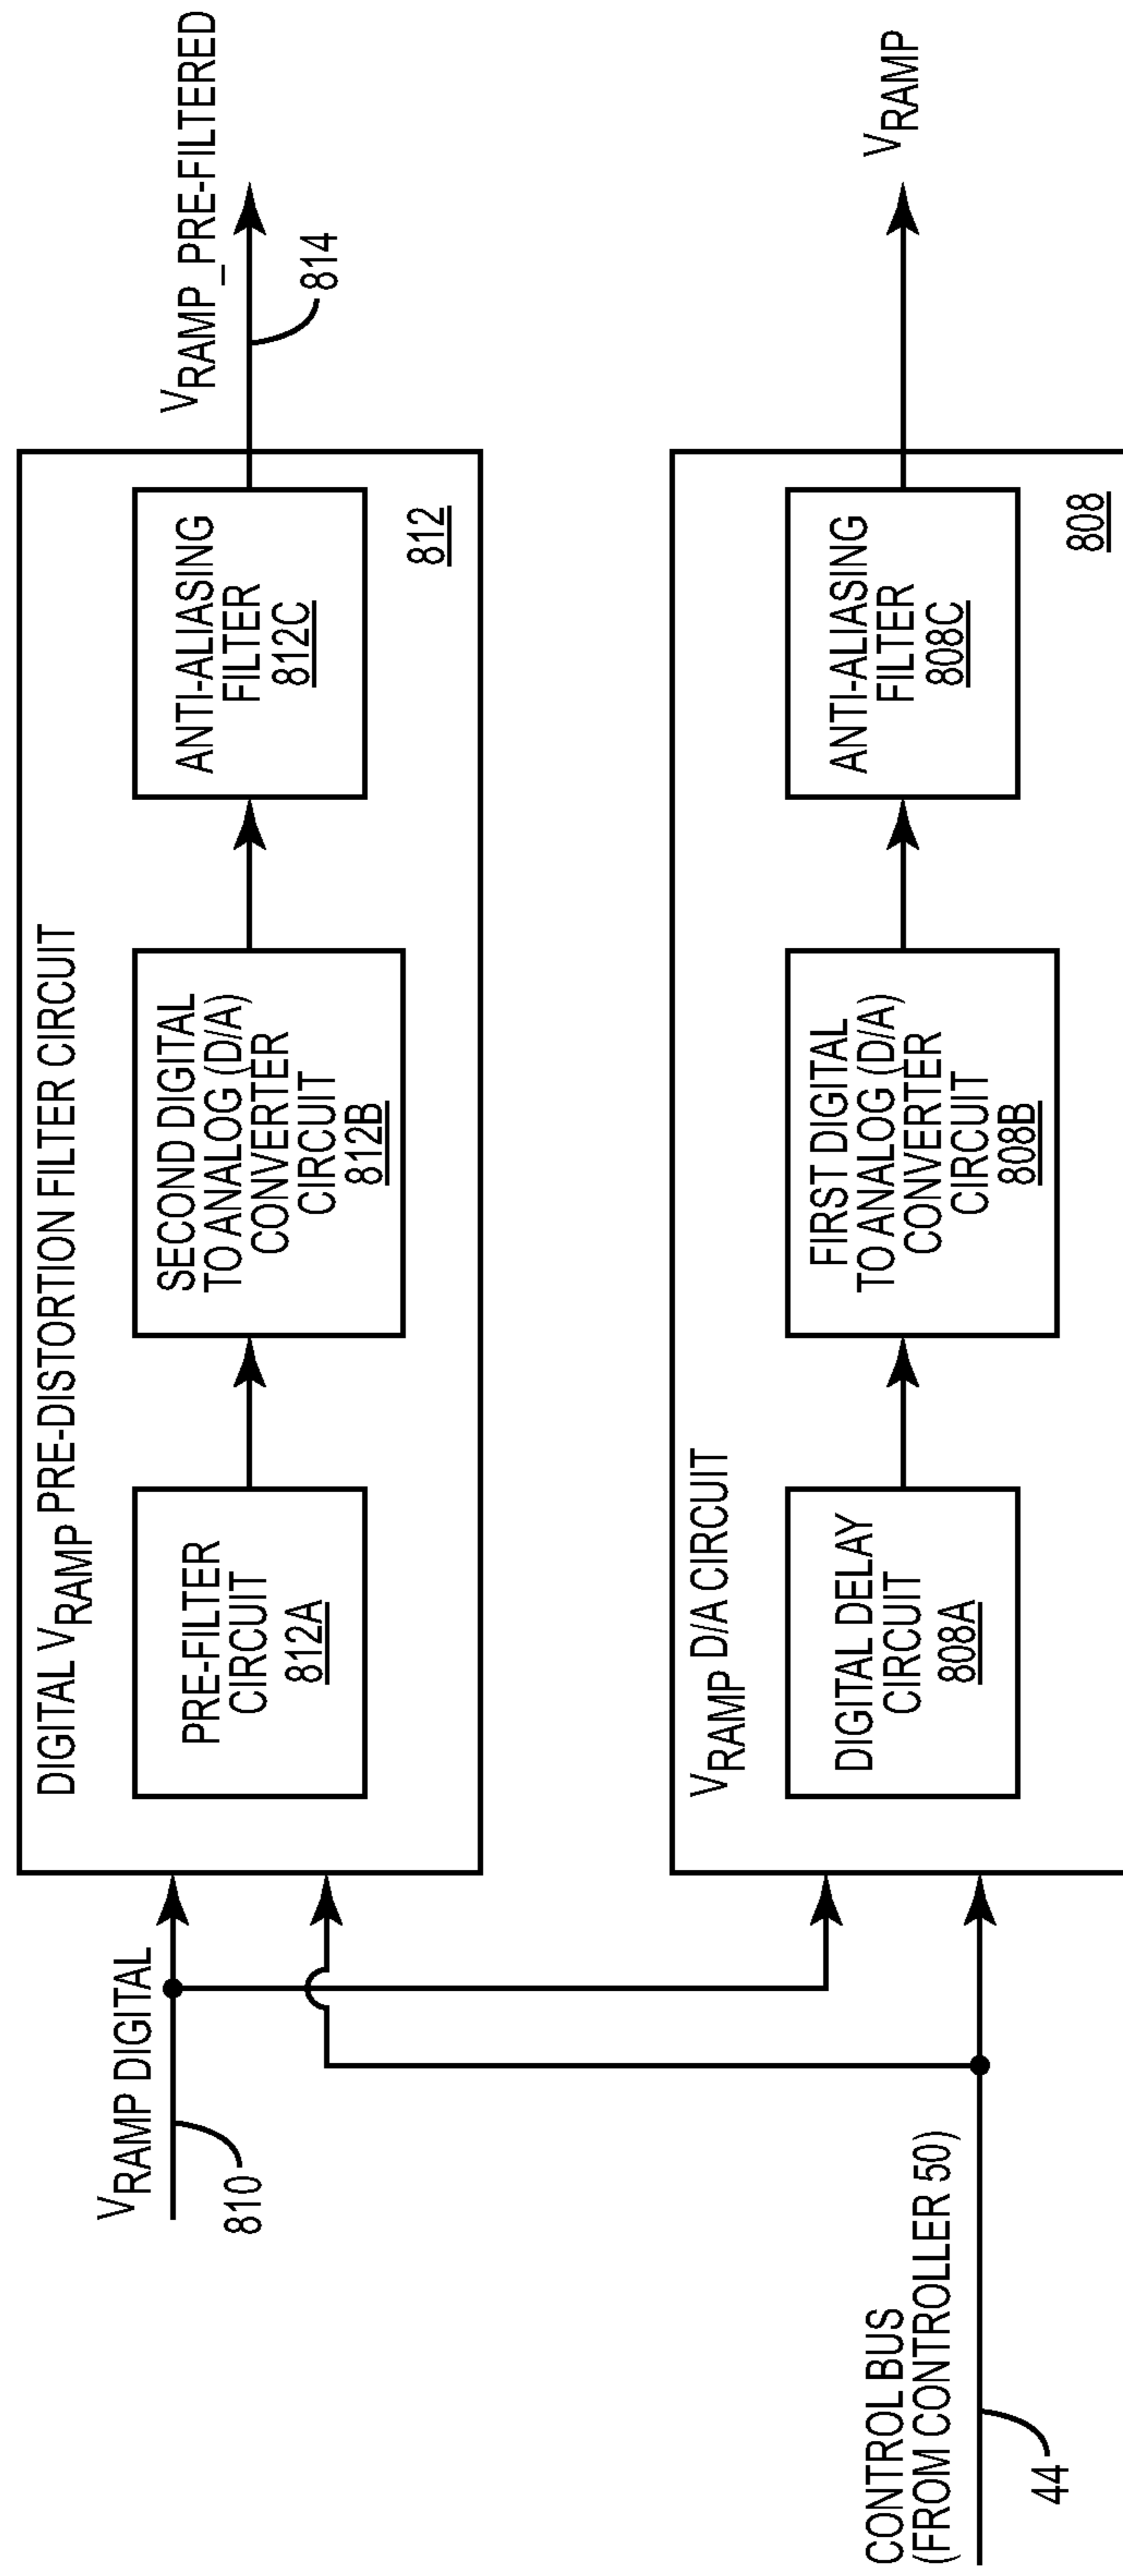 DIGITAL VRAMP PRE-DISTORTION FILTER CIRCUIT
VRAMP DIGITAL
810
PRE-FILTER
CIRCUIT
812A
SECOND DIGITAL
TO ANALOG (D/A)
CONVERTER
CIRCUIT
812B
ANTI-ALIASING
FILTER
812C
812
VRAMP_PRE-FILTERED
814
VRAMP D/A CIRCUIT
CONTROL BUS
(FROM CONTROLLER 50)
44
DIGITAL DELAY
CIRCUIT
808A
FIRST DIGITAL
TO ANALOG (D/A)
CONVERTER
CIRCUIT
808B
ANTI-ALIASING
FILTER
808C
808
VRAMP